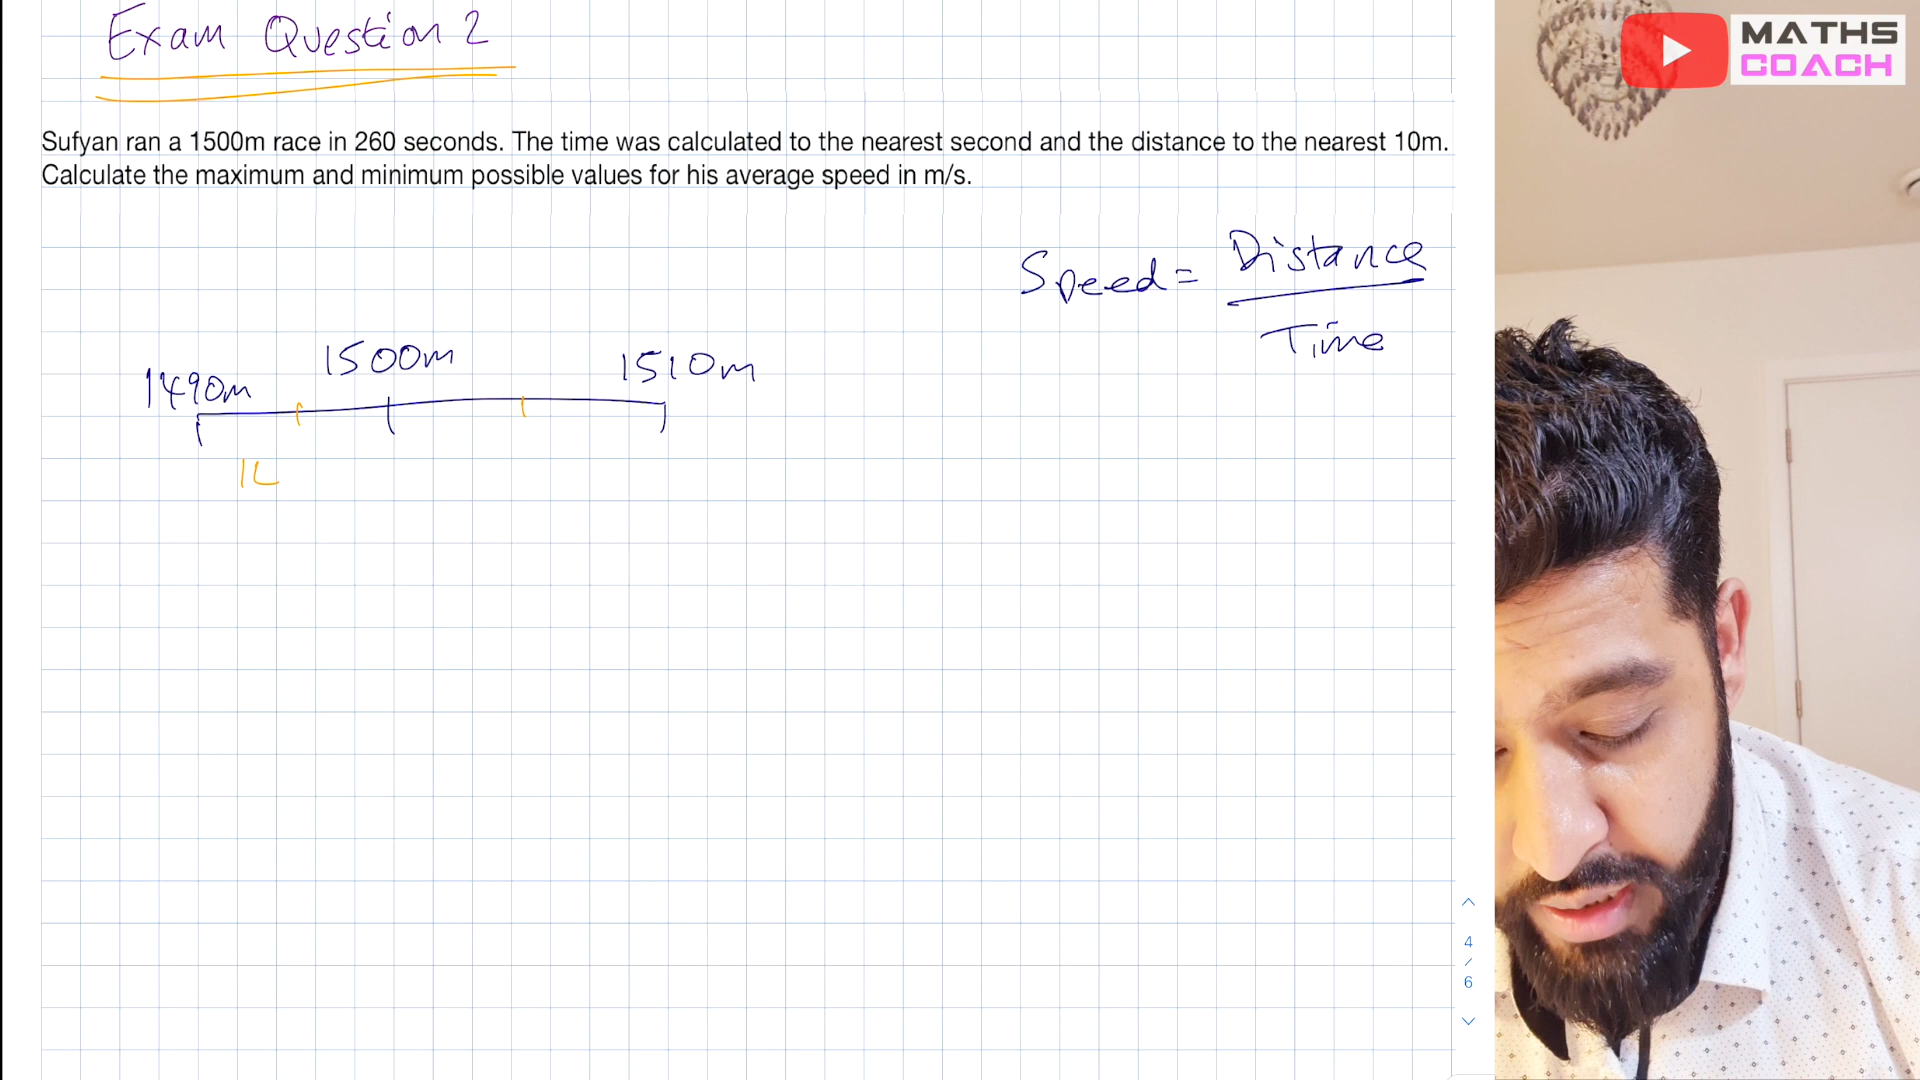 Exam Question 2
MATHS
COACH
Sufyan ran a 1500m race in 260 seconds. The time was calculated to the nearest second and the distance to the nearest 10m.
Calculate the maximum and minimum possible values for his average speed in m/s.
Speed = Distance
Time
1490m 1500m 1510m
1L
4
/
6